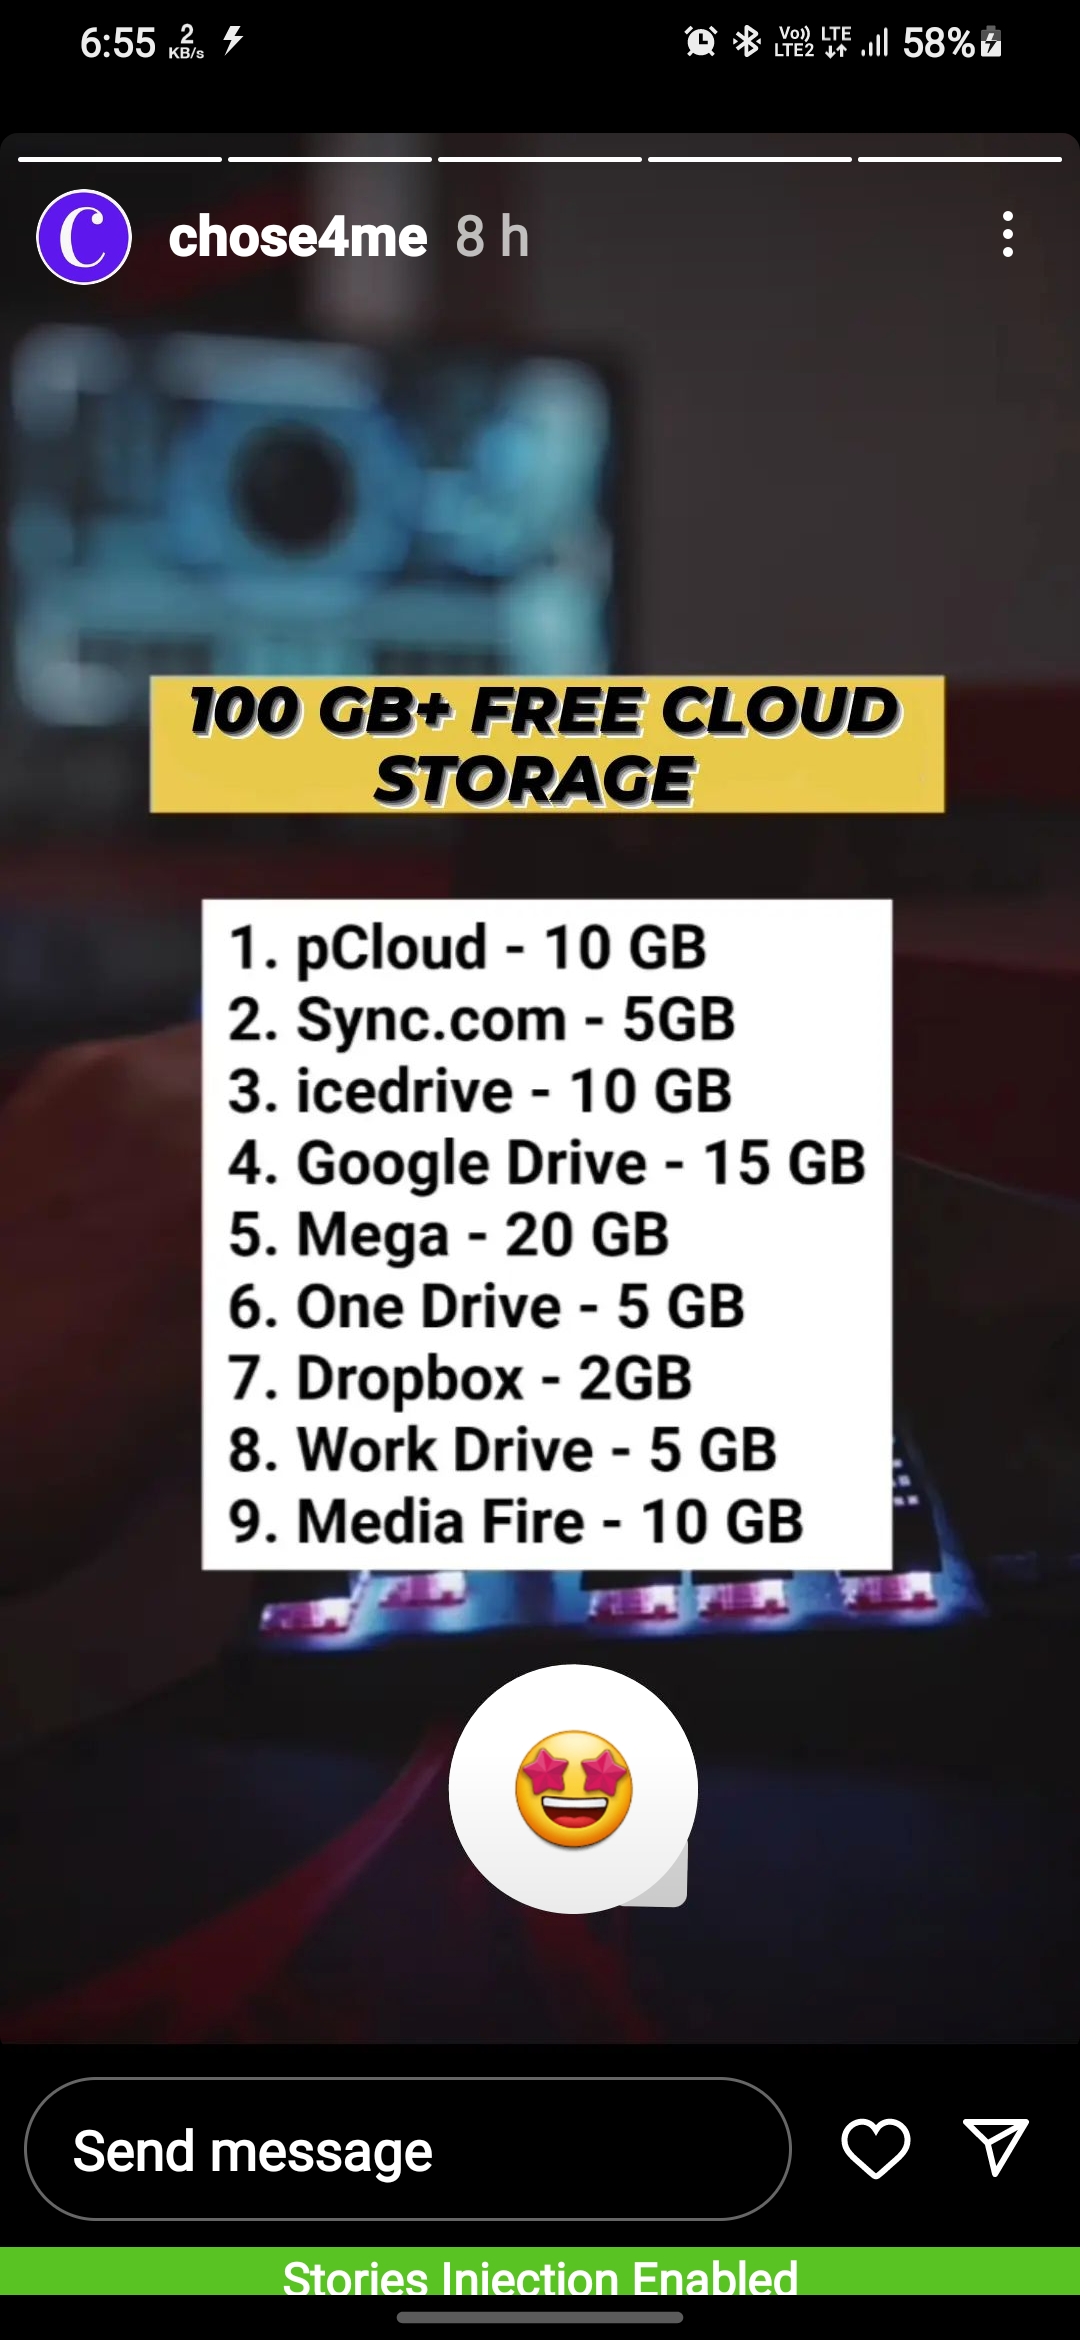 6:55 2 KB/s Vo)) LTE2 LTE 58%
C chose4me 8 h
100 GB+ FREE CLOUD
STORAGE
1. pCloud - 10 GB
2. Sync.com - 5GB
3. icedrive - 10 GB
4. Google Drive - 15 GB
5. Mega - 20 GB
6. One Drive - 5 GB
7. Dropbox - 2GB
8. Work Drive - 5 GB
9. Media Fire - 10 GB
Send message
Stories Injection Enabled